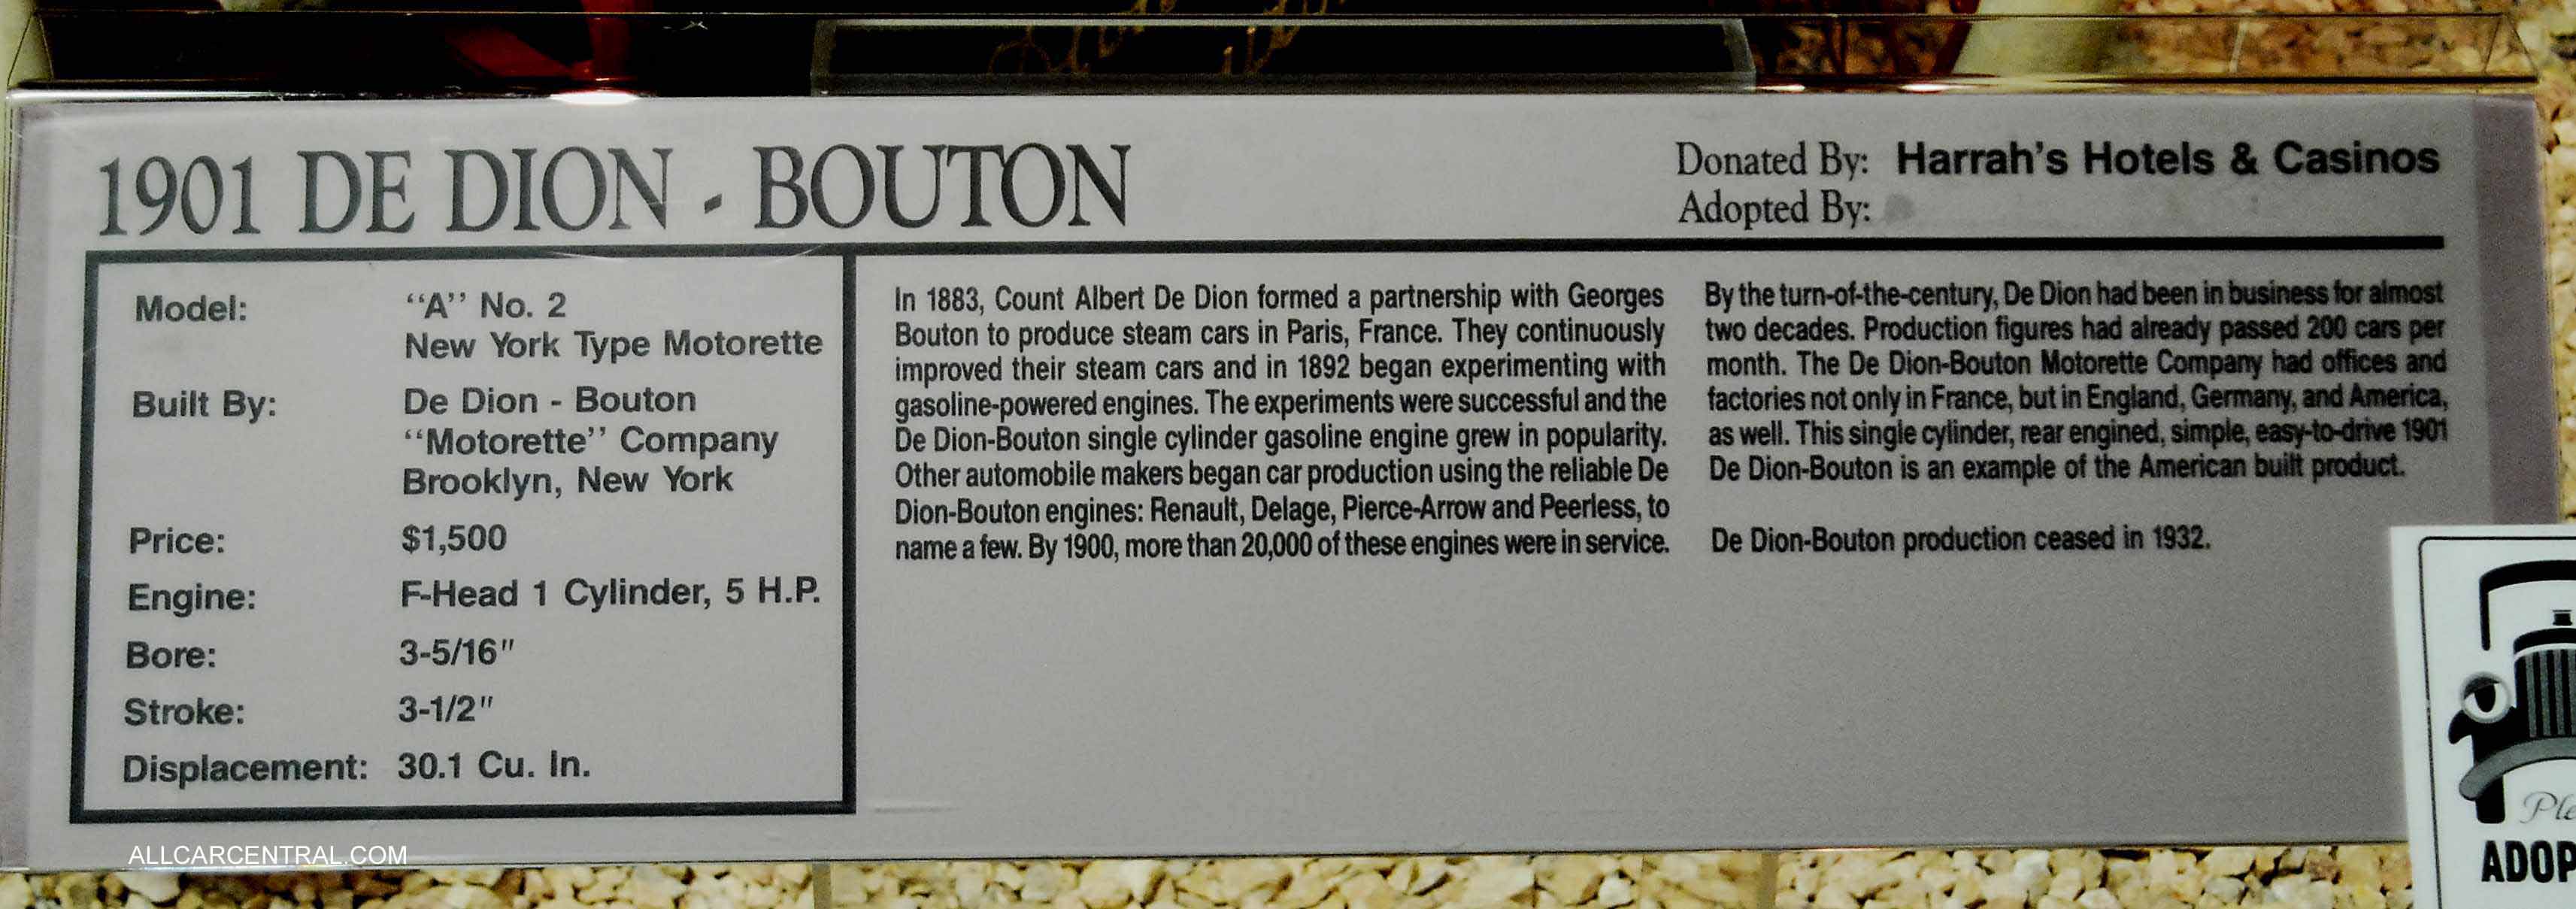 1901 DE DION - BOUTON
Donated By: Harrah's Hotels & Casinos
Adopted By:
Model: “A” No. 2
New York Type Motorette
Built By: De Dion - Bouton
“Motorette” Company
Brooklyn, New York
Price: $1,500
Engine: F-Head 1 Cylinder, 5 H.P.
Bore: 3-5/16"
Stroke: 3-1/2"
Displacement: 30.1 Cu. In.
In 1883, Count Albert De Dion formed a partnership with Georges
Bouton to produce steam cars in Paris, France. They continuously
improved their steam cars and in 1892 began experimenting with
gasoline-powered engines. The experiments were successful and the
De Dion-Bouton single cylinder gasoline engine grew in popularity.
Other automobile makers began car production using the reliable De
Dion-Bouton engines: Renault, Delage, Pierce-Arrow and Peerless, to
name a few. By 1900, more than 20,000 of these engines were in service.
By the turn-of-the-century, De Dion had been in business for almost
two decades. Production figures had already passed 200 cars per
month. The De Dion-Bouton Motorette Company had offices and
factories not only in France, but in England, Germany, and America,
as well. This single cylinder, rear engined, simple, easy-to-drive 1901
De Dion-Bouton is an example of the American built product.
De Dion-Bouton production ceased in 1932.
Ple
ADOP
ALLCARCENTRAL.COM